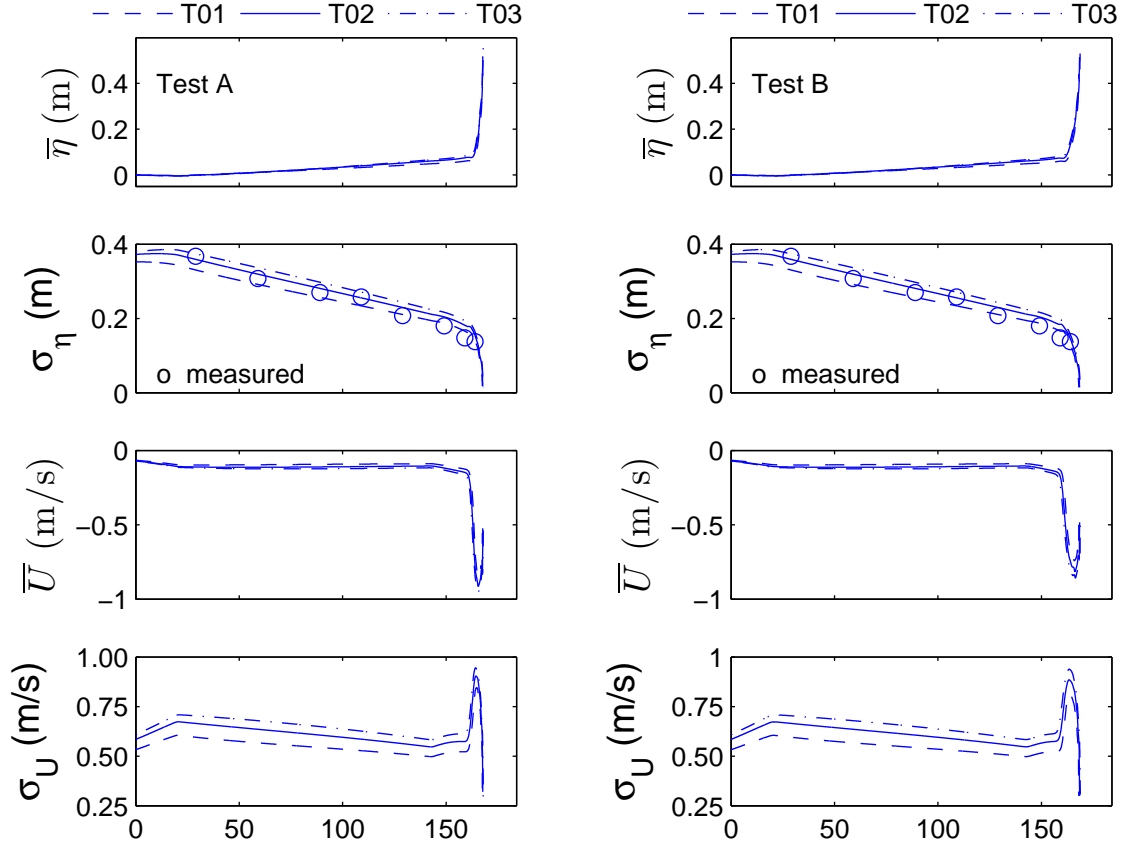 T01 T02 T03 T01 T02 T03
η̅ (m)
0.4
0.2
0
Test A
η̅ (m)
0.4
0.2
0
Test B
σ_η (m)
0.4
0.2
0
o measured
σ_η (m)
0.4
0.2
0
o measured
U̅ (m/s)
0
−0.5
−1
U̅ (m/s)
0
−0.5
−1
σ_U (m/s)
1.00
0.75
0.50
0.25
0 50 100 150
σ_U (m/s)
1
0.75
0.50
0.25
0 50 100 150